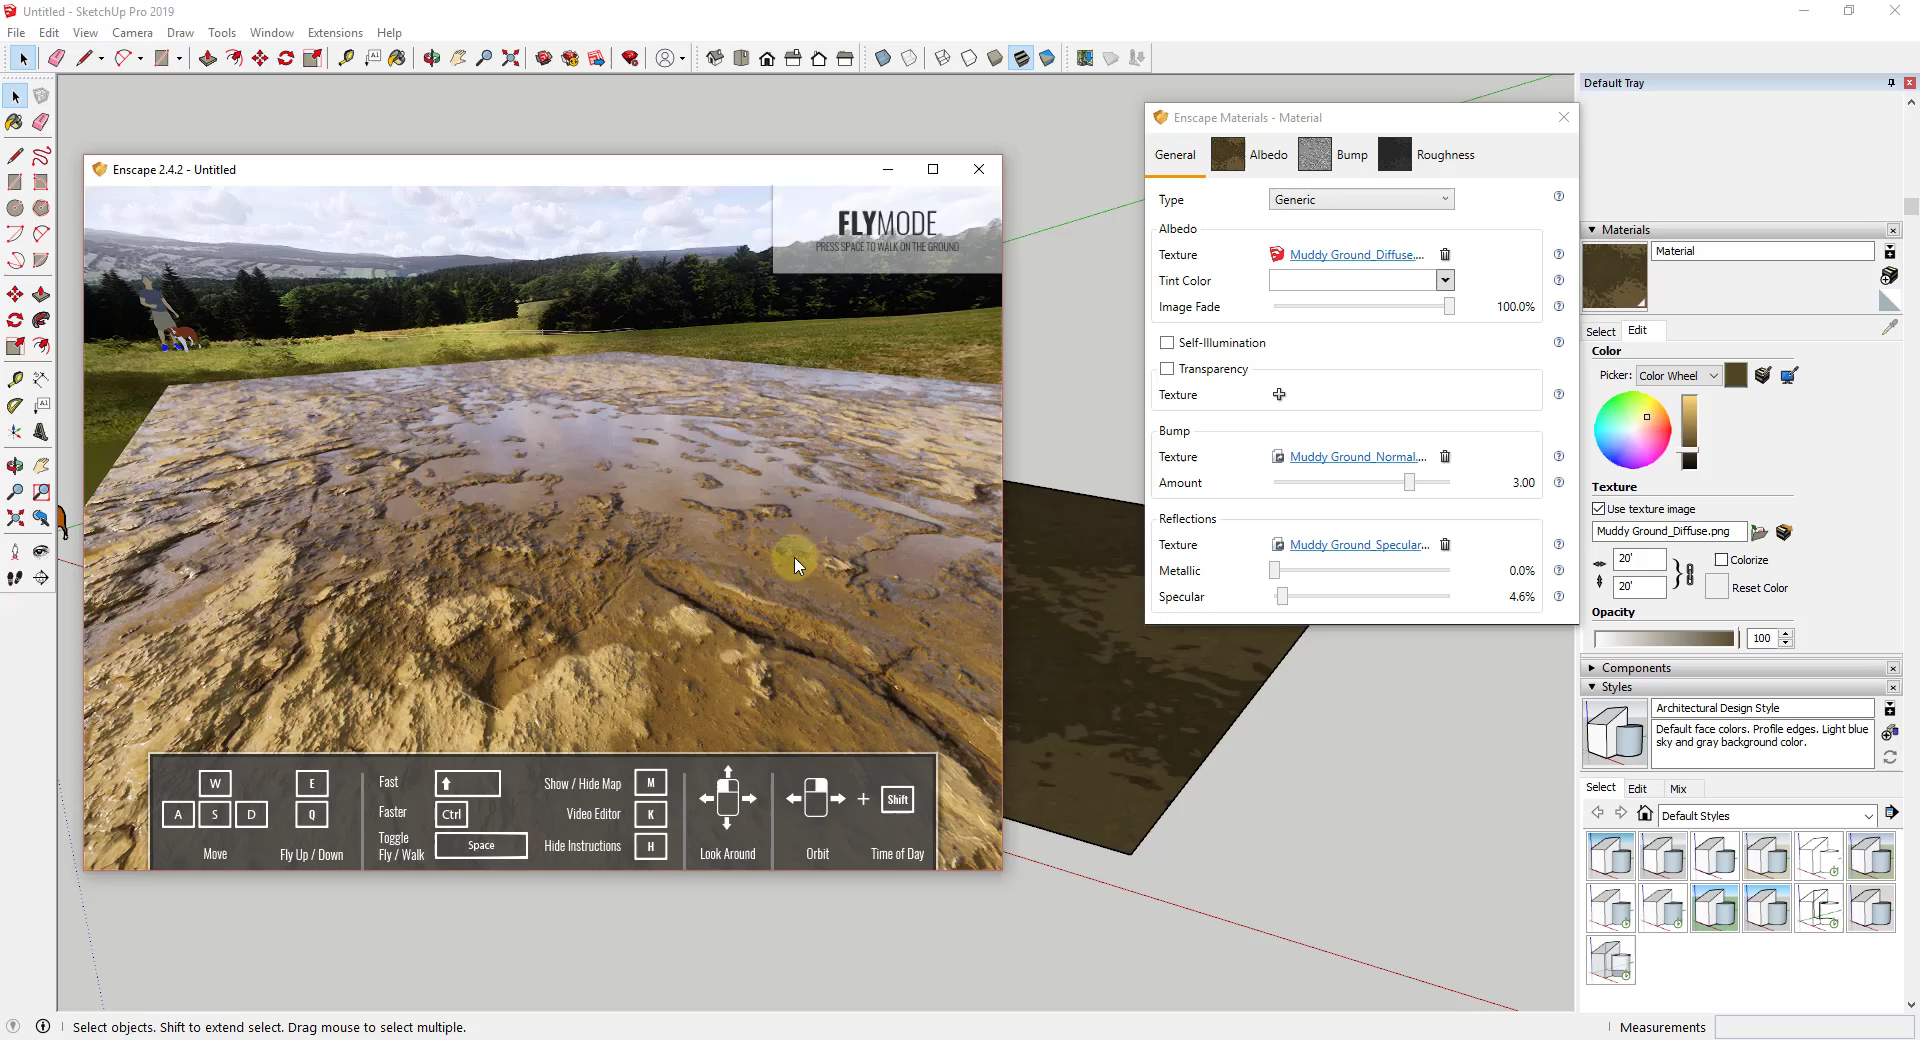 Untitled - SketchUp Pro 2019
File Edit View Camera Draw Tools Window Extensions Help
Default Tray
Enscape Materials - Material
General Albedo Bump Roughness
Type Generic
Albedo
Texture Muddy Ground_Diffuse....
Tint Color
Image Fade 100.0%
Self-Illumination
Transparency
Texture
Bump
Texture Muddy Ground_Normal....
Amount 3.00
Reflections
Texture Muddy Ground_Specular...
Metallic 0.0%
Specular 4.6%
Enscape 2.4.2 - Untitled
FLYMODE
PRESS SPACE TO WALK ON THE GROUND
W E
A S D Q
Move
Fly Up / Down
Fast
Faster Ctrl
Toggle
Fly / Walk Space
Show / Hide Map M
Video Editor K
Hide Instructions H
Look Around
Orbit
+ Shift
Time of Day
Materials
Material
Select Edit
Color
Picker: Color Wheel
Texture
Use texture image
Muddy Ground_Diffuse.png
20' Colorize
20' Reset Color
Opacity
100
Components
Styles
Architectural Design Style
Default face colors. Profile edges. Light blue
sky and gray background color.
Select Edit Mix
Default Styles
Select objects. Shift to extend select. Drag mouse to select multiple.
Measurements